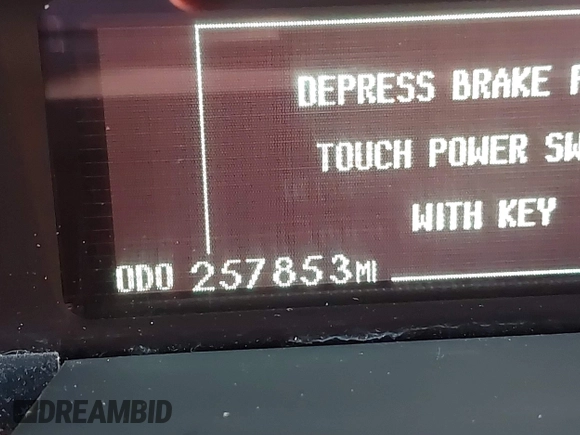 DEPRESS BRAKE
TOUCH POWER
WITH KEY
ODO 257853MI
DREAMBID